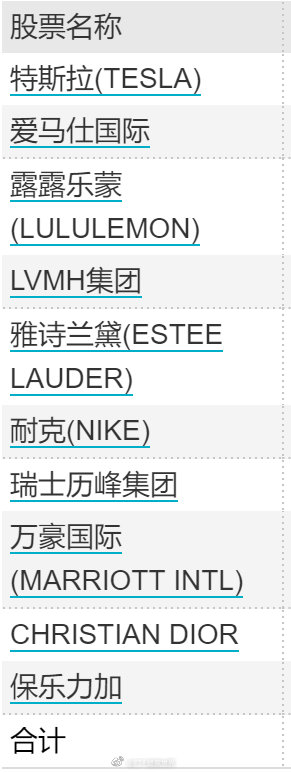 股票名称
特斯拉(TESLA)
爱马仕国际
露露乐蒙
(LULULEMON)
LVMH集团
雅诗兰黛(ESTEE
LAUDER)
耐克(NIKE)
瑞士历峰集团
万豪国际
(MARRIOTT INTL)
CHRISTIAN DIOR
保乐力加
合计